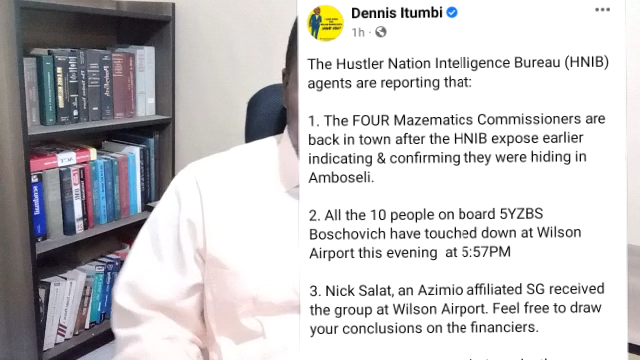 Dennis Itumbi
1h
The Hustler Nation Intelligence Bureau (HNIB)
agents are reporting that:
1. The FOUR Mazematics Commissioners are
back in town after the HNIB expose earlier
indicating & confirming they were hiding in
Amboseli.
2. All the 10 people on board 5YZBS
Boschovich have touched down at Wilson
Airport this evening at 5:57PM
3. Nick Salat, an Azimio affiliated SG received
the group at Wilson Airport. Feel free to draw
your conclusions on the financiers.